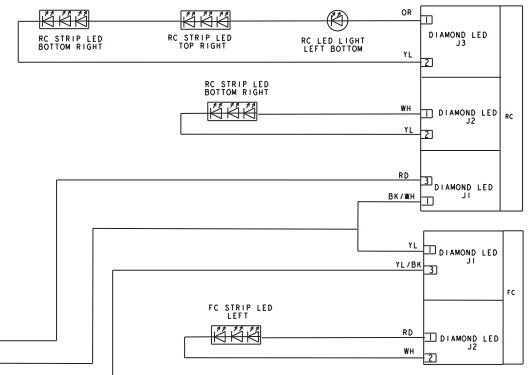 OR
1
DIAMOND LED
J3
RC STRIP LED
BOTTOM RIGHT
RC STRIP LED
TOP RIGHT
RC LED LIGHT
LEFT BOTTOM
YL
2
RC STRIP LED
BOTTOM RIGHT
WH
1
DIAMOND LED
J2
RC
YL
2
RD
3
DIAMOND LED
J1
BK/WH
1
YL
1
DIAMOND LED
J1
YL/BK
3
FC
FC STRIP LED
LEFT
RD
1
DIAMOND LED
J2
WH
2